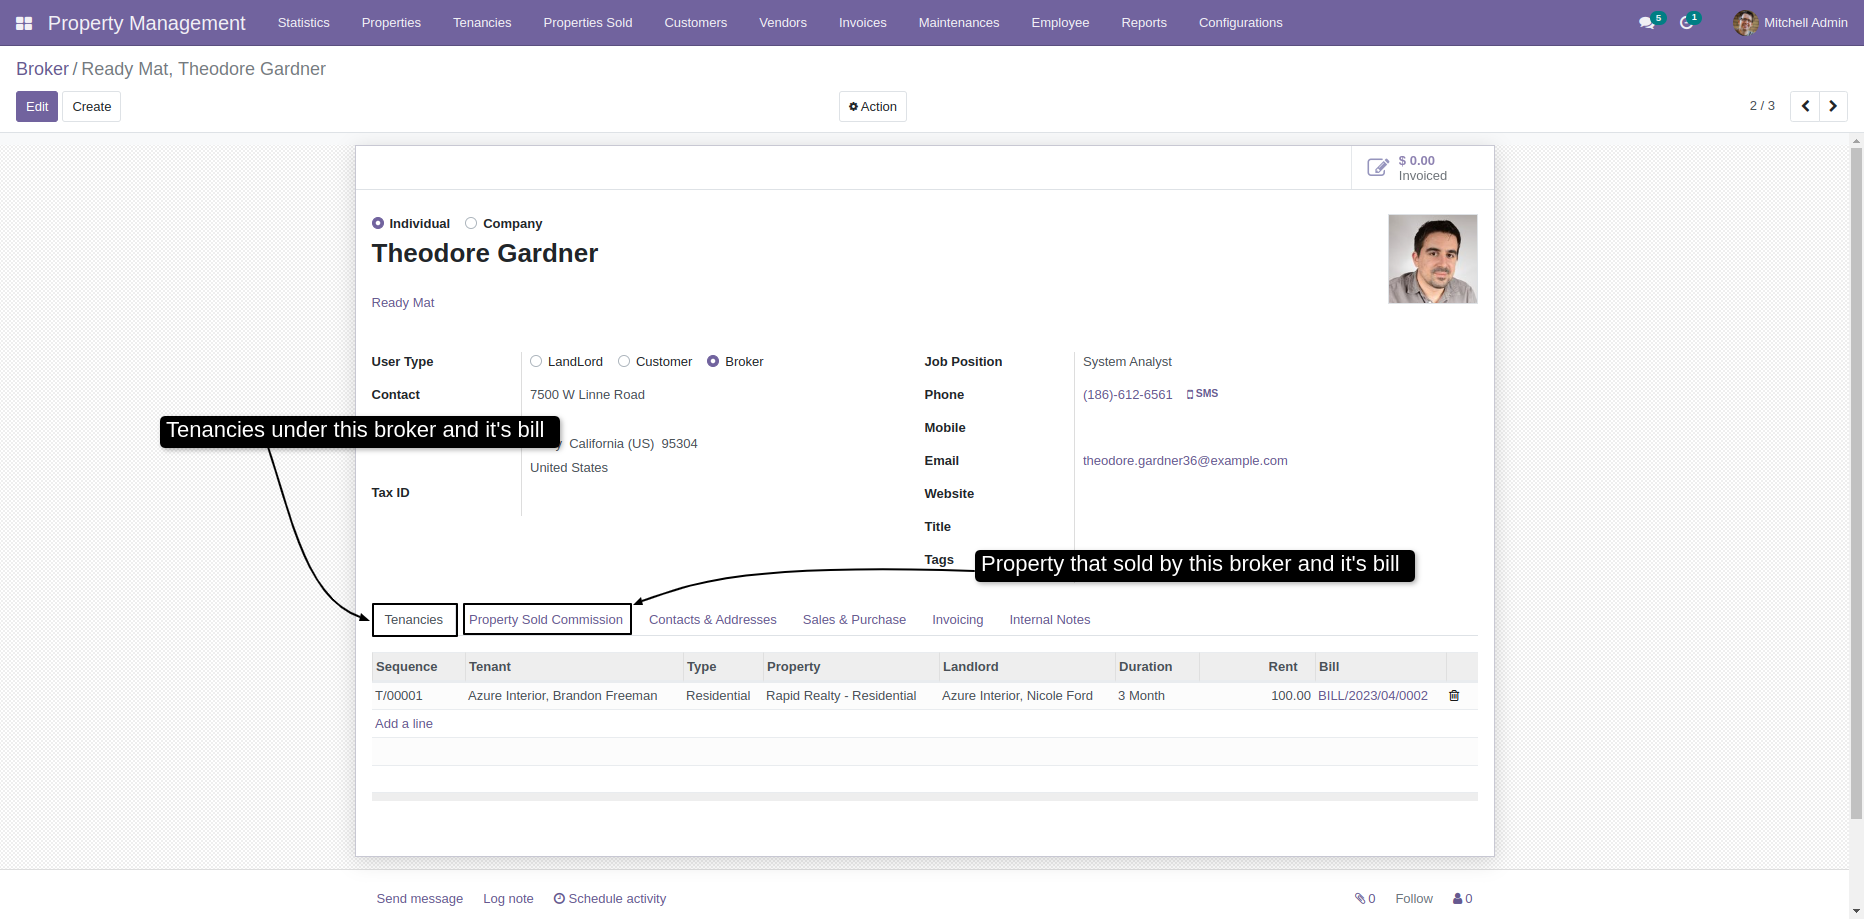 Property Management Statistics Properties Tenancies Properties Sold Customers Vendors Invoices Maintenances Employee Reports Configurations 5 1 Mitchell Admin
Broker / Ready Mat, Theodore Gardner
Edit Create Action 2 / 3
$ 0.00
Invoiced
Individual Company
Theodore Gardner
Ready Mat
User Type LandLord Customer Broker Job Position System Analyst
Contact 7500 W Linne Road Phone (186)-612-6561 SMS
Mobile
Tenancies under this broker and it's bill
California (US) 95304
Email theodore.gardner36@example.com
United States
Tax ID Website
Title
Tags Property that sold by this broker and it's bill
Tenancies Property Sold Commission Contacts & Addresses Sales & Purchase Invoicing Internal Notes
Sequence Tenant Type Property Landlord Duration Rent Bill
T/00001 Azure Interior, Brandon Freeman Residential Rapid Realty - Residential Azure Interior, Nicole Ford 3 Month 100.00 BILL/2023/04/0002
Add a line
Send message Log note Schedule activity 0 Follow 0